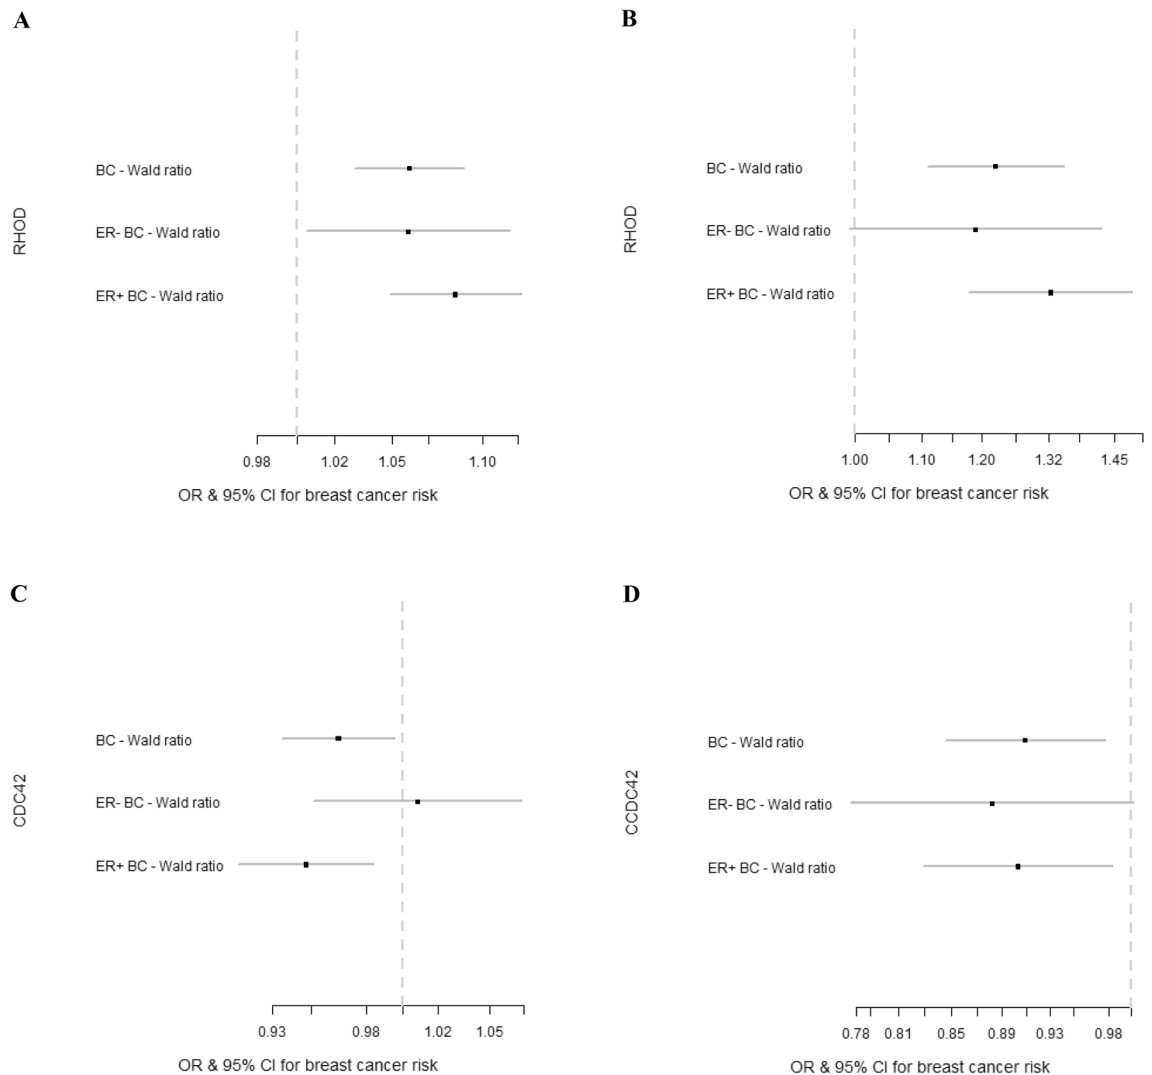 A
RHOD
BC - Wald ratio
ER- BC - Wald ratio
ER+ BC - Wald ratio
0.98 1.02 1.05 1.10
OR & 95% CI for breast cancer risk
B
RHOD
BC - Wald ratio
ER- BC - Wald ratio
ER+ BC - Wald ratio
1.00 1.10 1.20 1.32 1.45
OR & 95% CI for breast cancer risk
C
CDC42
BC - Wald ratio
ER- BC - Wald ratio
ER+ BC - Wald ratio
0.93 0.98 1.02 1.05
OR & 95% CI for breast cancer risk
D
CCDC42
BC - Wald ratio
ER- BC - Wald ratio
ER+ BC - Wald ratio
0.78 0.81 0.85 0.89 0.93 0.98
OR & 95% CI for breast cancer risk